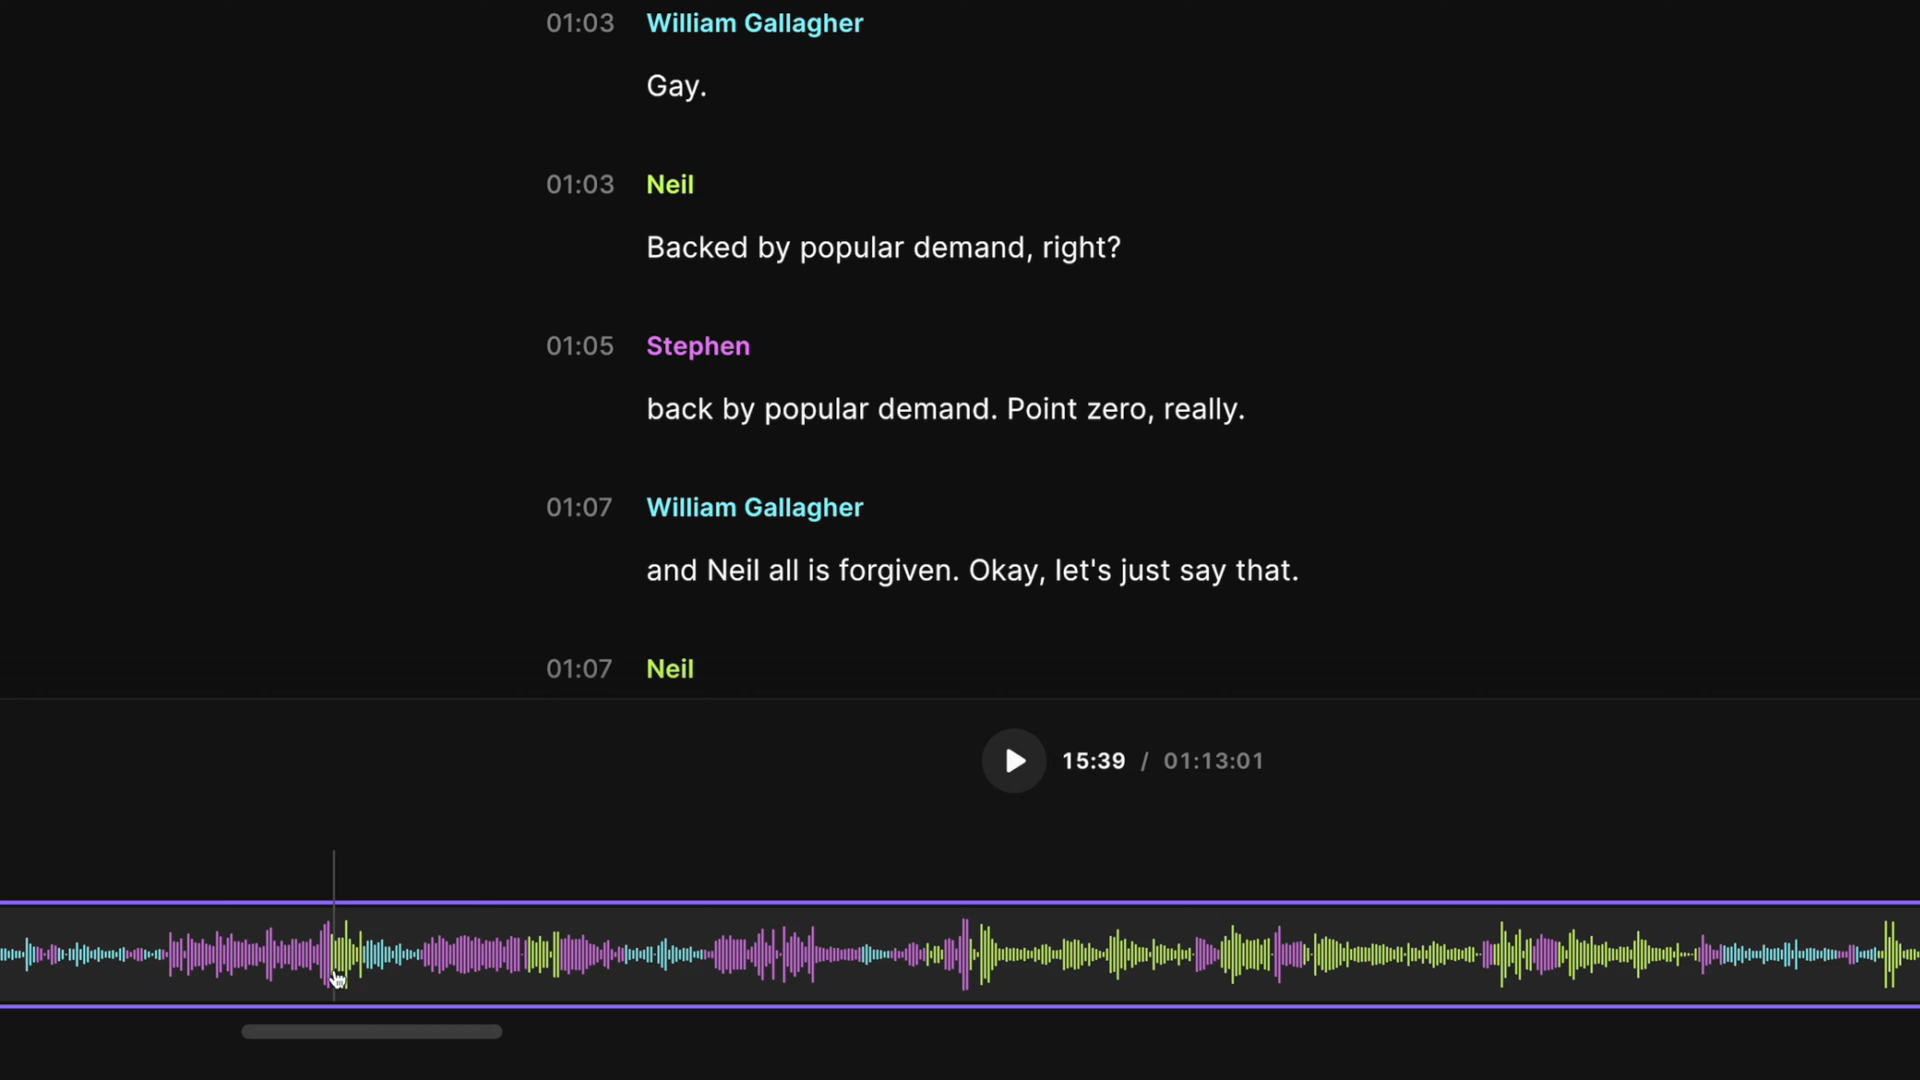 01:03 William Gallagher
Gay.
01:03 Neil
Backed by popular demand, right?
01:05 Stephen
back by popular demand. Point zero, really.
01:07 William Gallagher
and Neil all is forgiven. Okay, let's just say that.
01:07 Neil
15:39 / 01:13:01